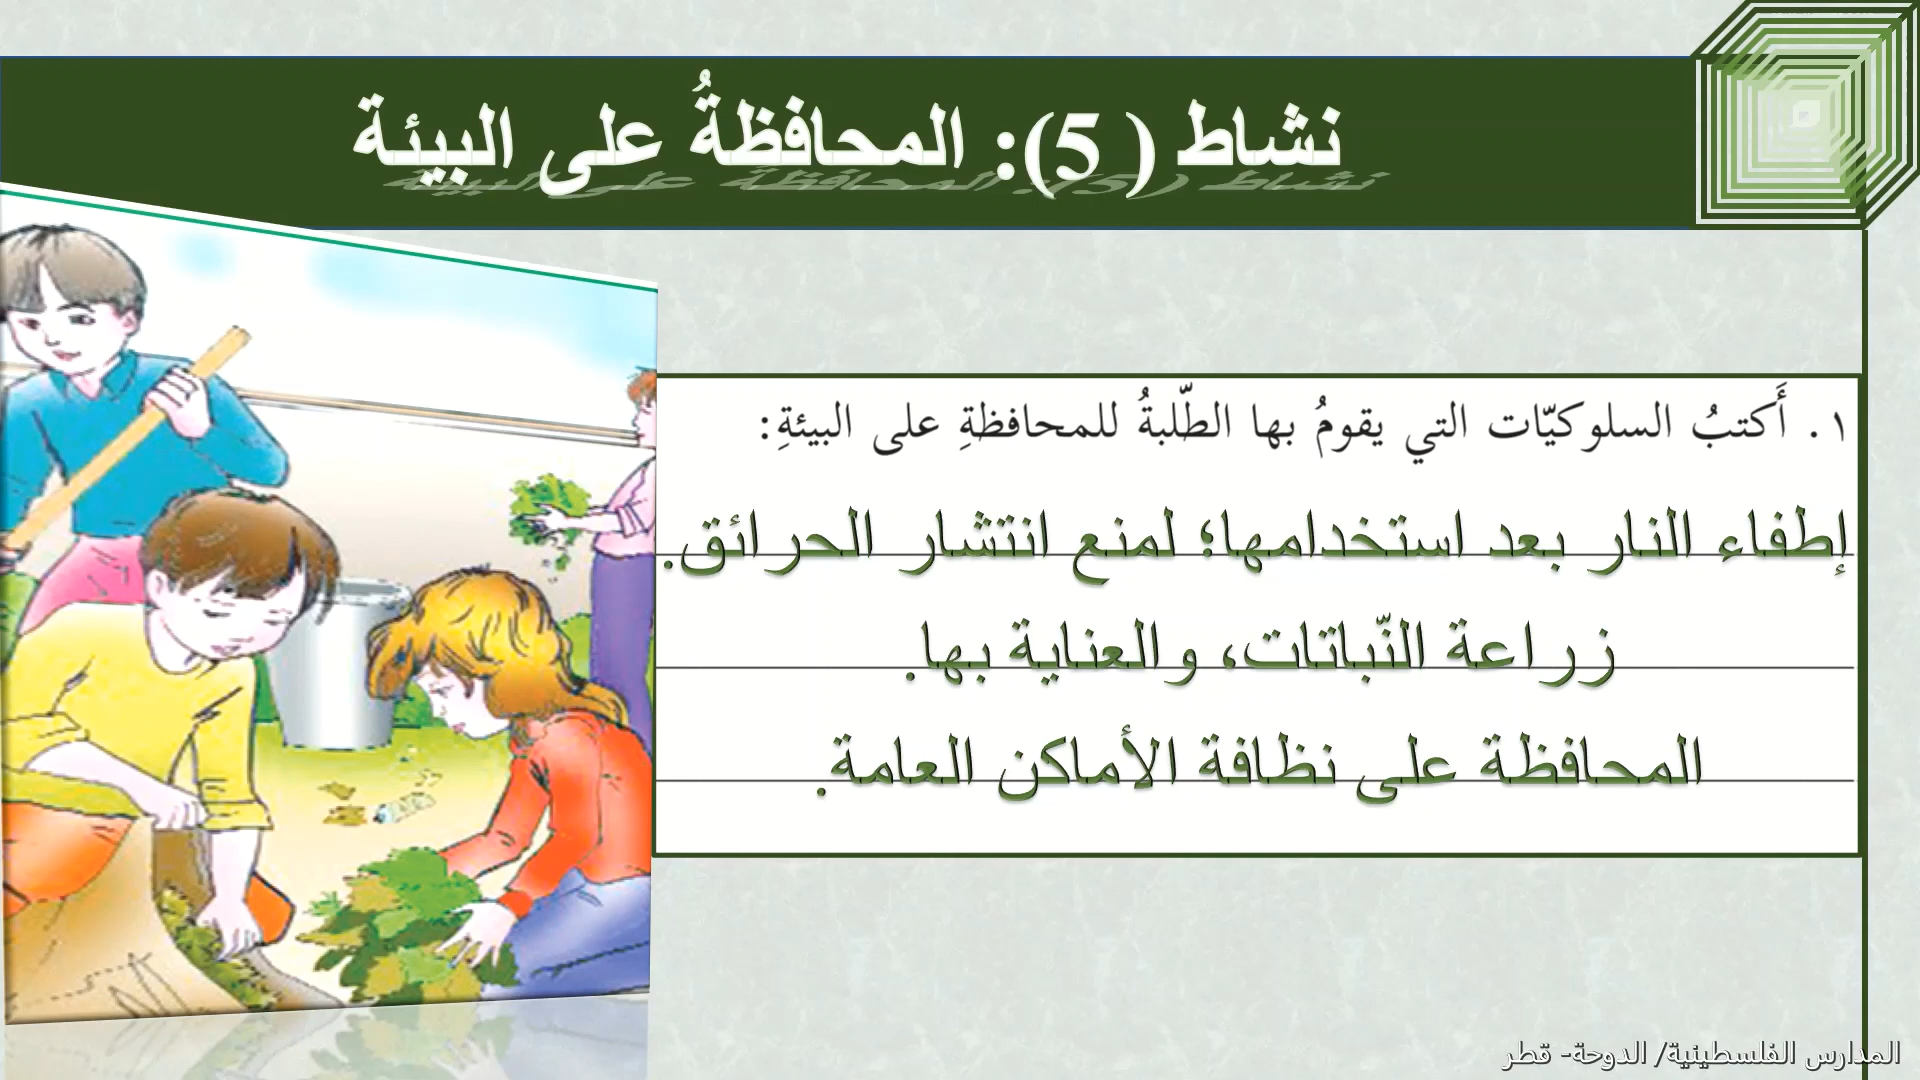 نشاط ( 5): المحافظةُ على البيئة
١. أَكتبُ السلوكيّات التي يقومُ بها الطّلبةُ للمحافظةِ على البيئةِ:
إطفاء النار بعد استخدامها؛ لمنع انتشار الحرائق.
زراعة النّباتات، والعناية بها.
المحافظة على نظافة الأماكن العامة.
المدارس الفلسطينية/ الدوحة- قطر